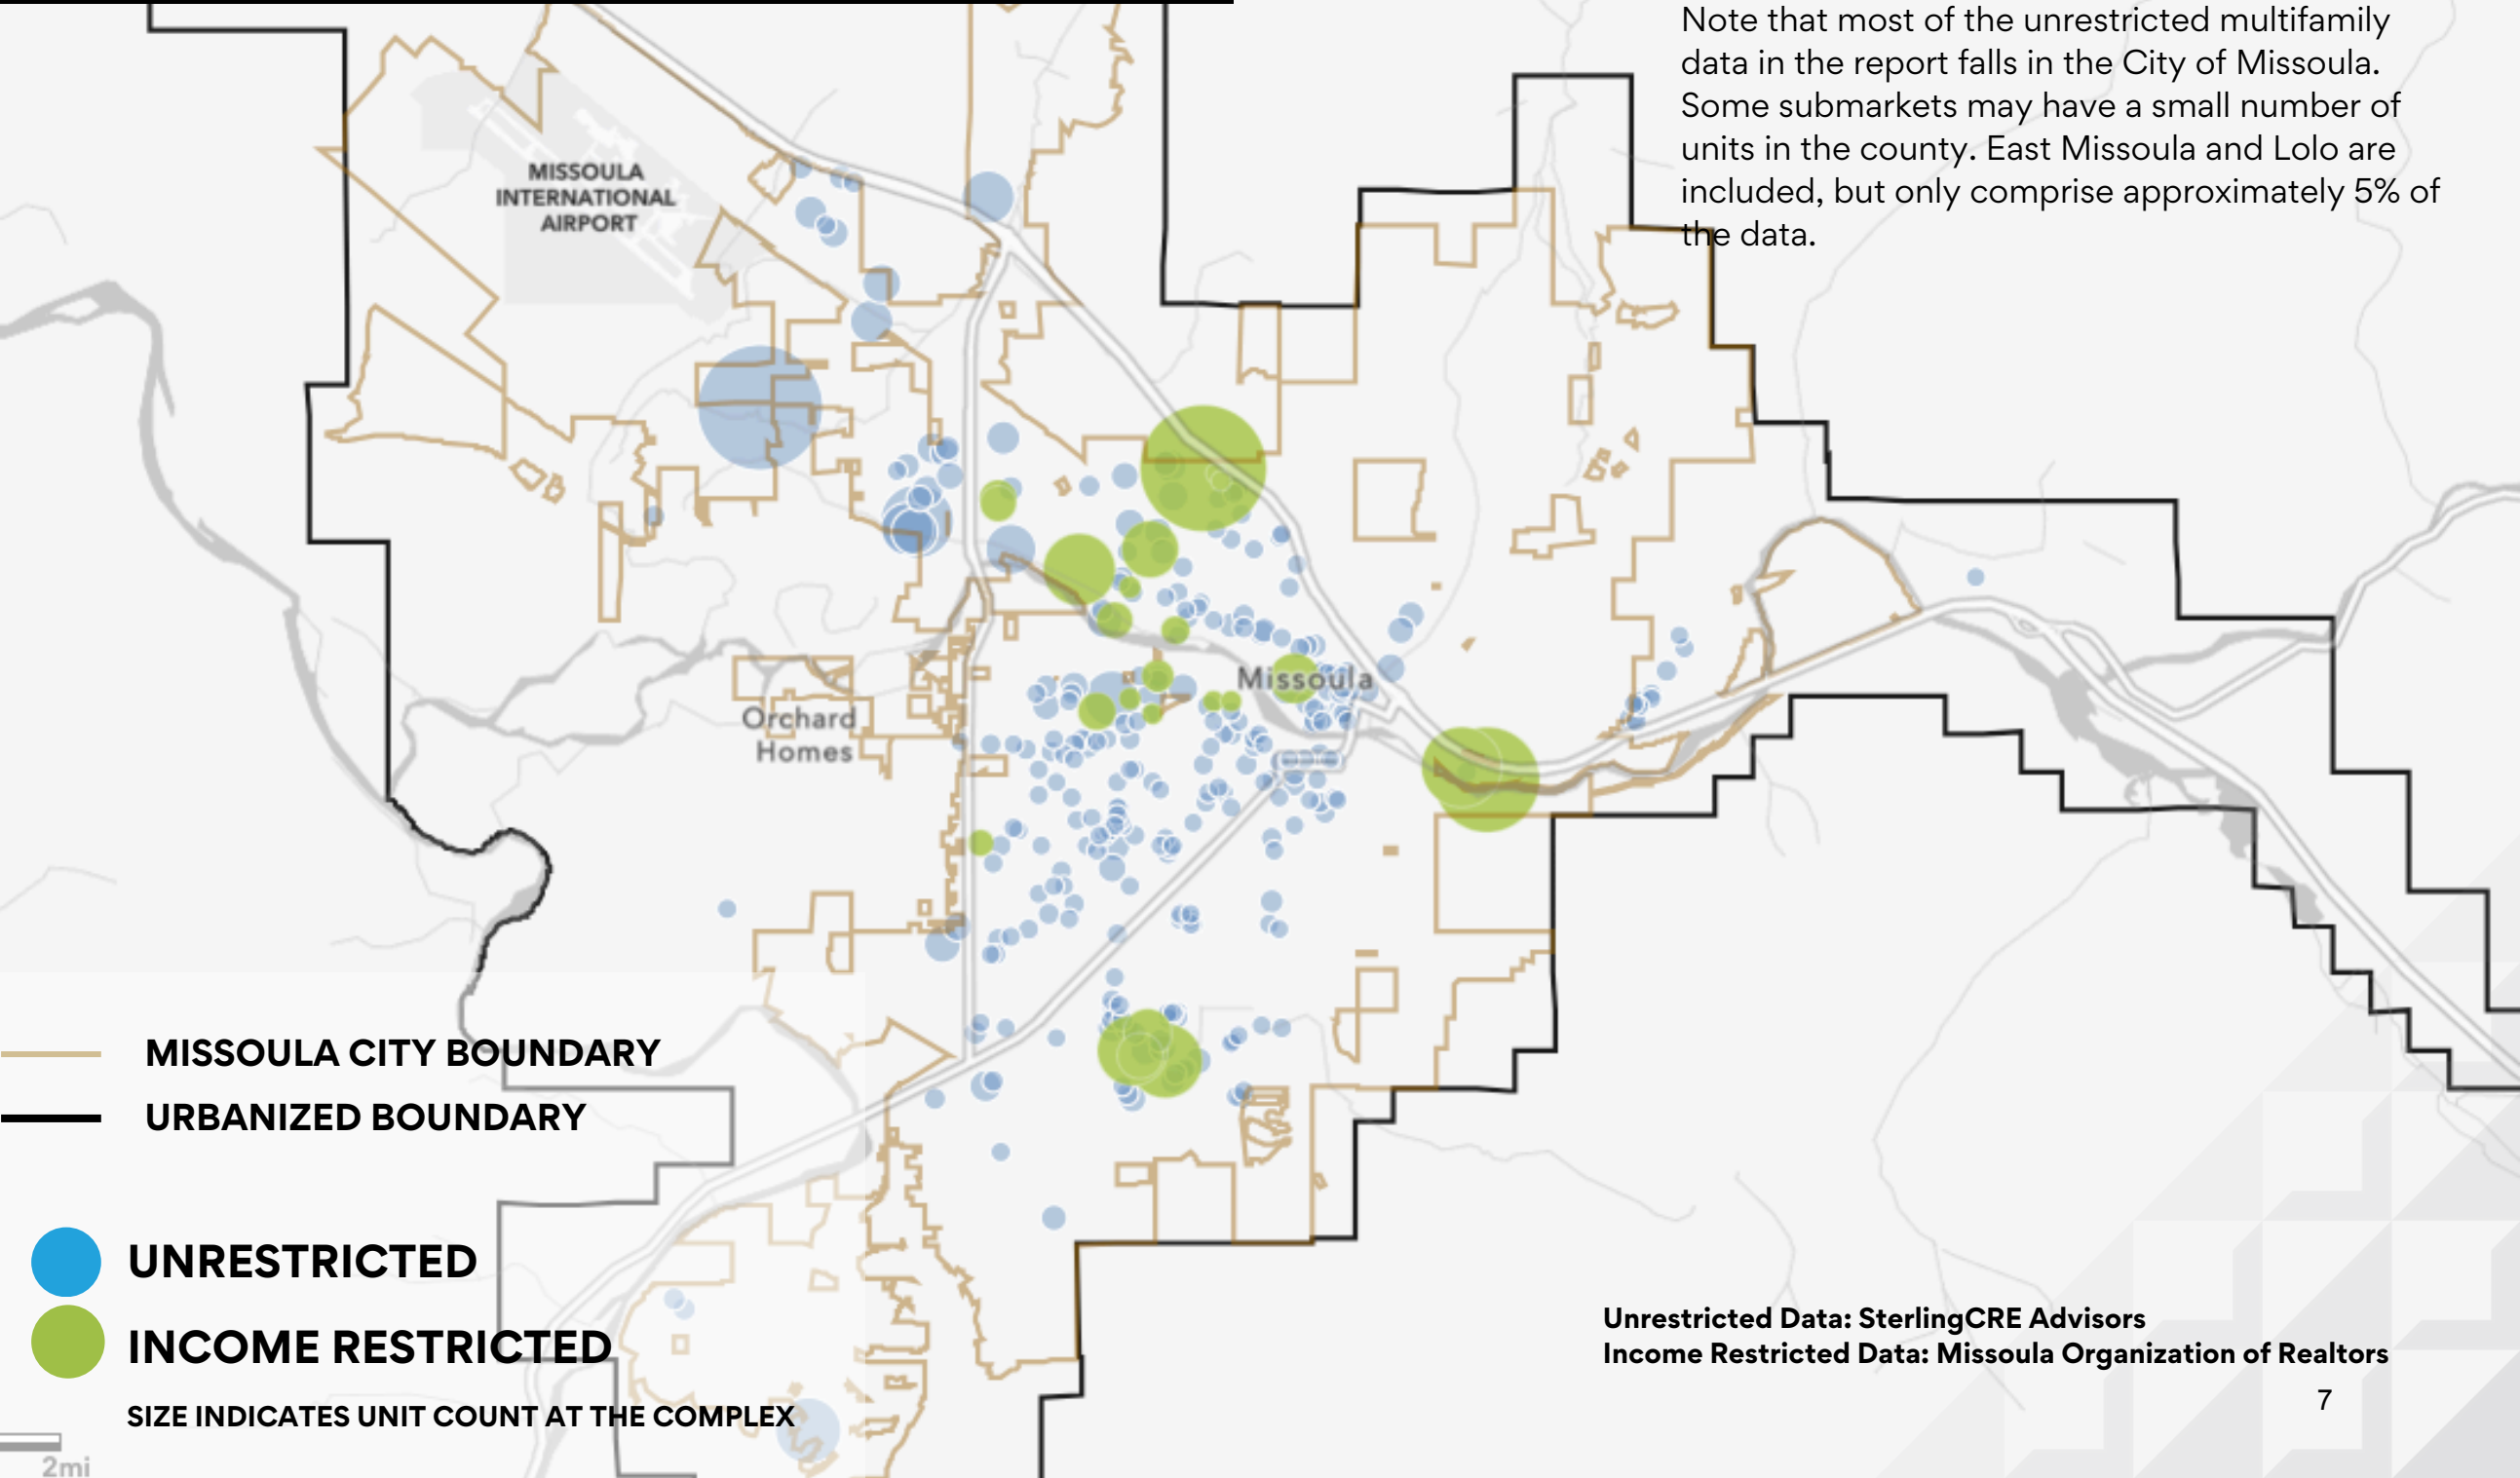 Note that most of the unrestricted multifamily
data in the report falls in the City of Missoula.
Some submarkets may have a small number of
units in the county. East Missoula and Lolo are
included, but only comprise approximately 5% of
the data.
MISSOULA
INTERNATIONAL
AIRPORT
Missoula
Orchard
Homes
MISSOULA CITY BOUNDARY
URBANIZED BOUNDARY
UNRESTRICTED
INCOME RESTRICTED
SIZE INDICATES UNIT COUNT AT THE COMPLEX
2mi
Unrestricted Data: SterlingCRE Advisors
Income Restricted Data: Missoula Organization of Realtors
7